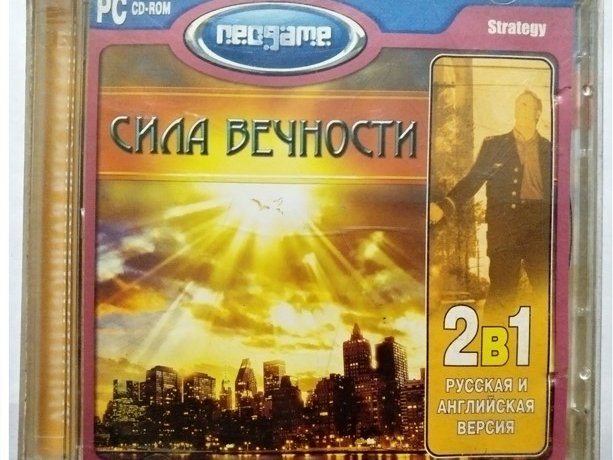 PC CD-ROM
neogame
Strategy
СИЛА ВЕЧНОСТИ
2в1
РУССКАЯ И
АНГЛИЙСКАЯ
ВЕРСИЯ